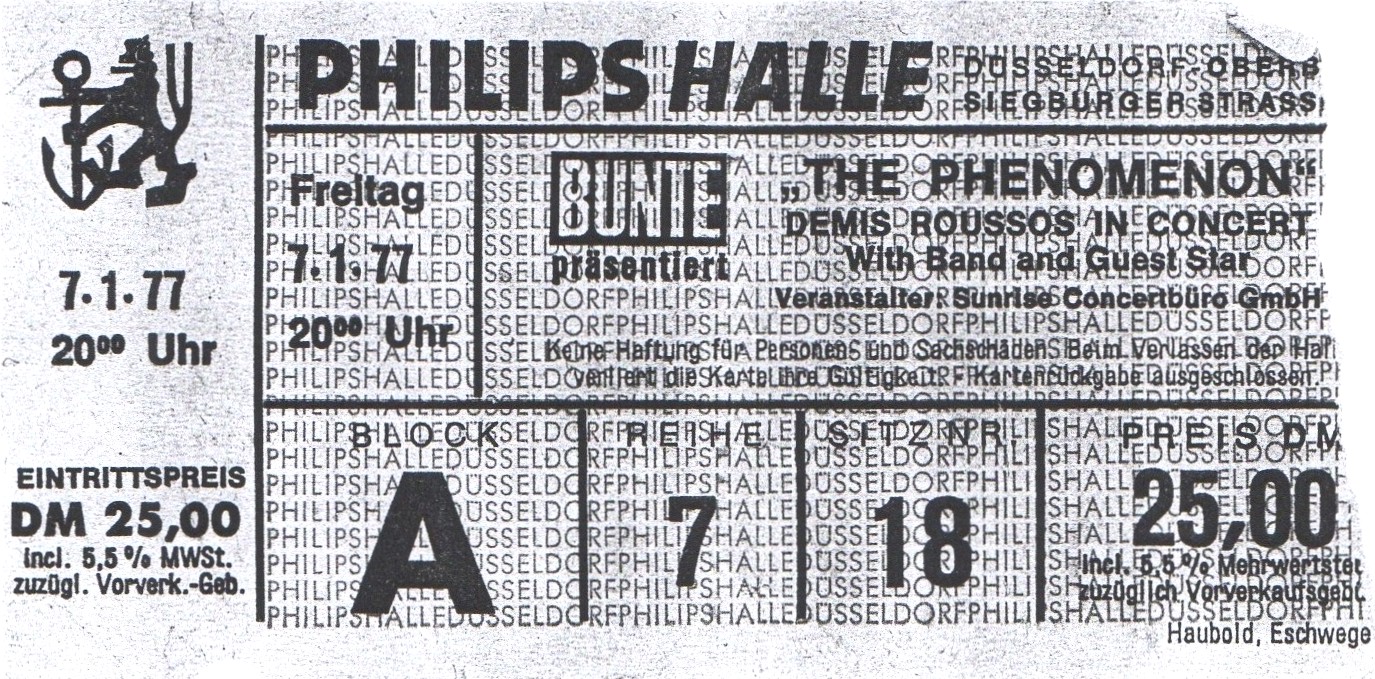 7.1.77
20⁰⁰ Uhr
EINTRITTSPREIS
DM 25,00
incl. 5,5 % MWSt.
zuzügl. Vorverk.-Geb.
PHILIPSHALLE
DÜSSELDORF-OBERB
SIEGBURGER STRASS
Freitag
7.1.77
20⁰⁰ Uhr
BUNTE
präsentiert
„THE PHENOMENON“
DEMIS ROUSSOS IN CONCERT
With Band and Guest Star
Veranstalter: Sunrise Concertbüro GmbH
Keine Haftung für Personen- und Sachschäden. Beim Verlassen der Hall
verliert die Karte ihre Gültigkeit. - Kartenrückgabe ausgeschlossen.
BLOCK
A
REIHE
7
SITZ NR.
18
PREIS DM
25,00
incl. 5,5 % Mehrwertsteu
zuzüglich Vorverkaufsgebü
Haubold, Eschwege